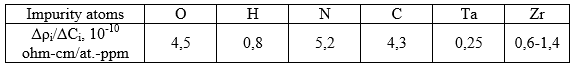 Impurity atoms O H N C Ta Zr
Δρi/ΔCi, 10-10
ohm-cm/at.-ppm 4,5 0,8 5,2 4,3 0,25 0,6-1,4